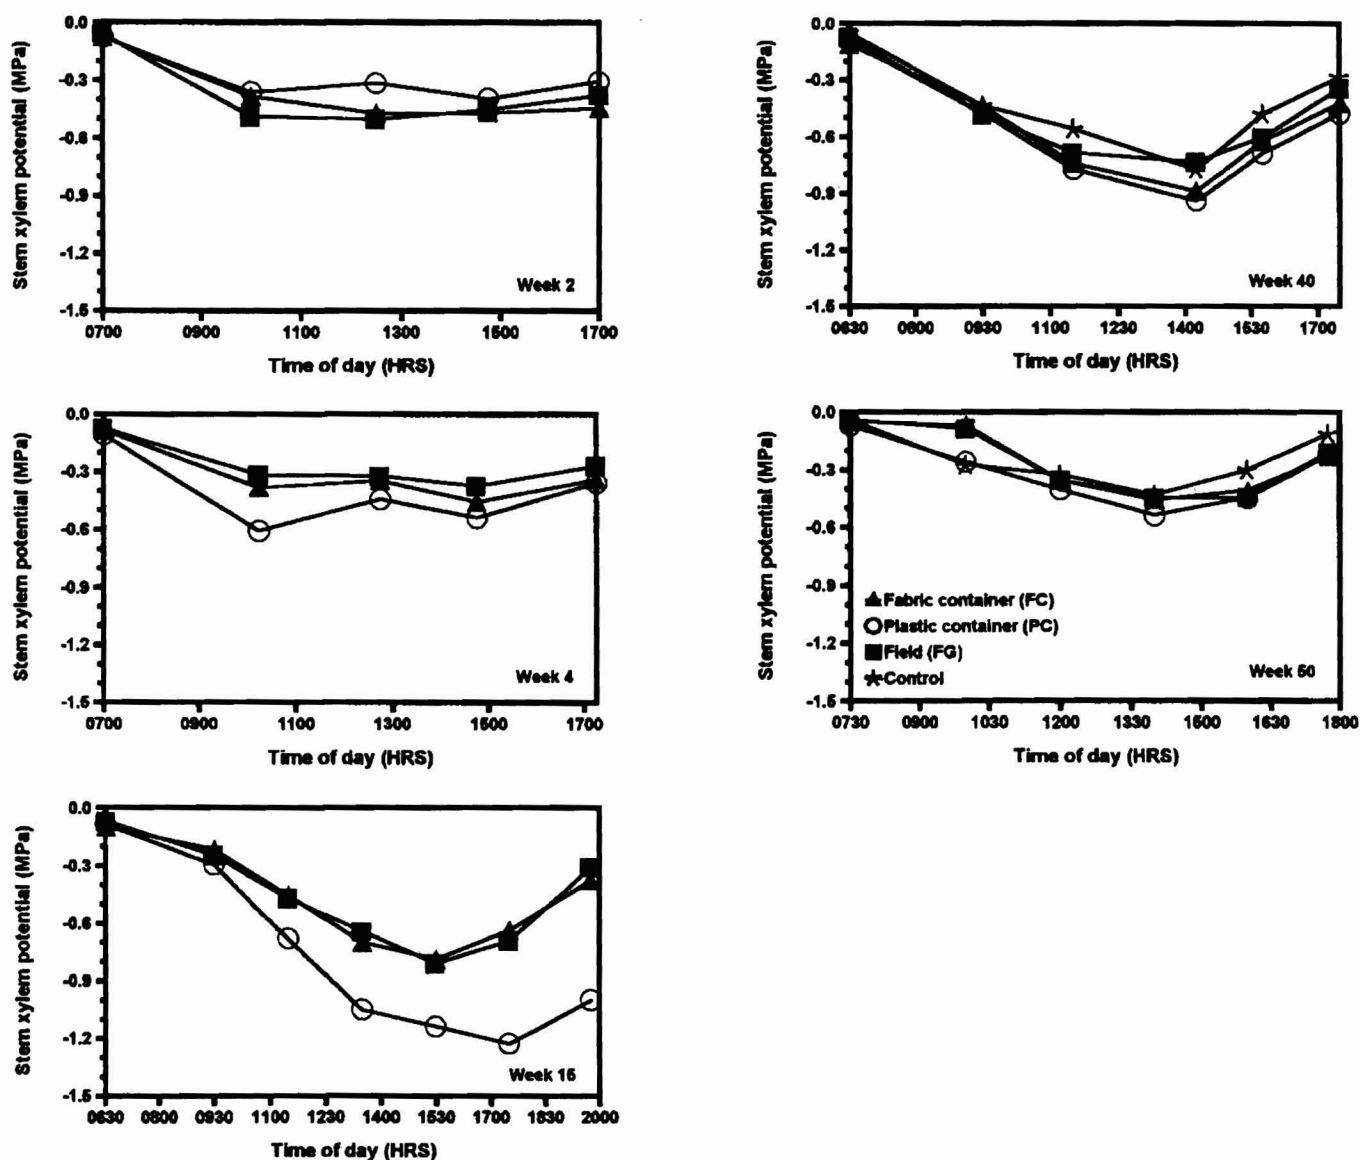 0.0
-0.3
-0.6
-0.9
-1.2
-1.5
Stem xylem potential (MPa)
Week 2
0700 0900 1100 1300 1500 1700
Time of day (HRS)
0.0
-0.3
-0.6
-0.9
-1.2
-1.5
Stem xylem potential (MPa)
Week 4
0700 0900 1100 1300 1500 1700
Time of day (HRS)
0.0
-0.3
-0.6
-0.9
-1.2
-1.5
Stem xylem potential (MPa)
Week 15
0630 0800 0930 1100 1230 1400 1530 1700 1830 2000
Time of day (HRS)
0.0
-0.3
-0.6
-0.9
-1.2
-1.5
Stem xylem potential (MPa)
Week 40
0630 0800 0930 1100 1230 1400 1530 1700
Time of day (HRS)
0.0
-0.3
-0.6
-0.9
-1.2
-1.5
Stem xylem potential (MPa)
Fabric container (FC)
Plastic container (PC)
Field (FG)
Control
Week 50
0730 0900 1030 1200 1330 1500 1630 1800
Time of day (HRS)